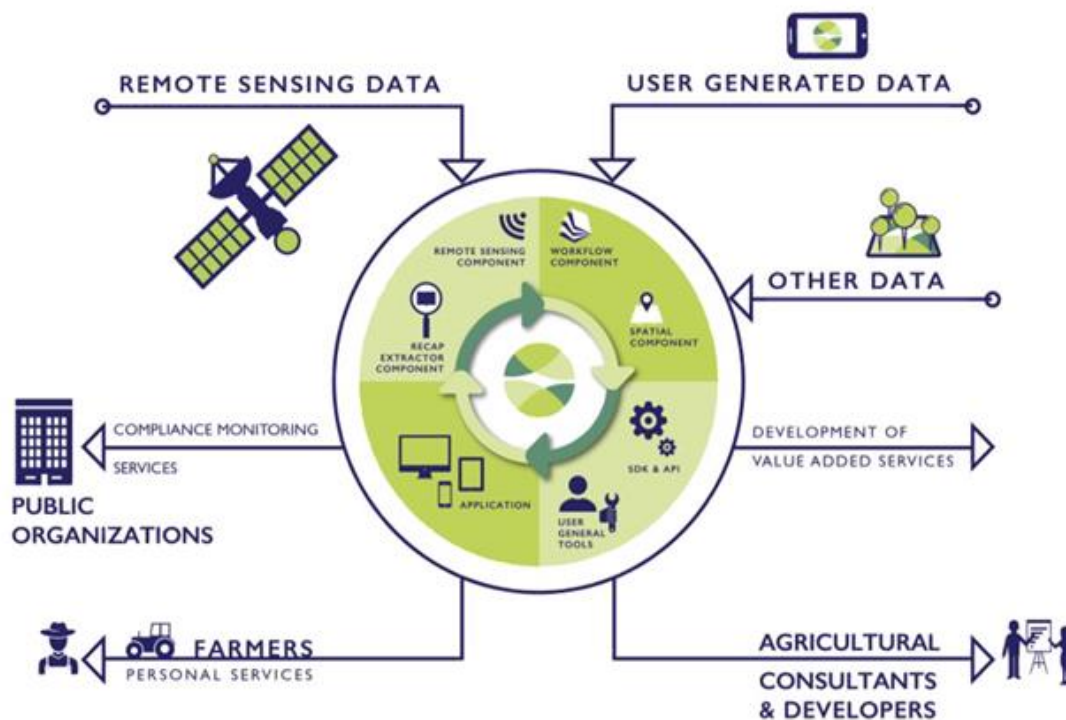 REMOTE SENSING DATA
USER GENERATED DATA
REMOTE SENSING
COMPONENT
WORKFLOW
COMPONENT
OTHER DATA
RECAP
EXTRACTOR
COMPONENT
SPATIAL
COMPONENT
COMPLIANCE MONITORING
SERVICES
PUBLIC
ORGANIZATIONS
DEVELOPMENT OF
VALUE ADDED SERVICES
SDK & API
APPLICATION
USER
GENERAL
TOOLS
FARMERS
PERSONAL SERVICES
AGRICULTURAL
CONSULTANTS
& DEVELOPERS